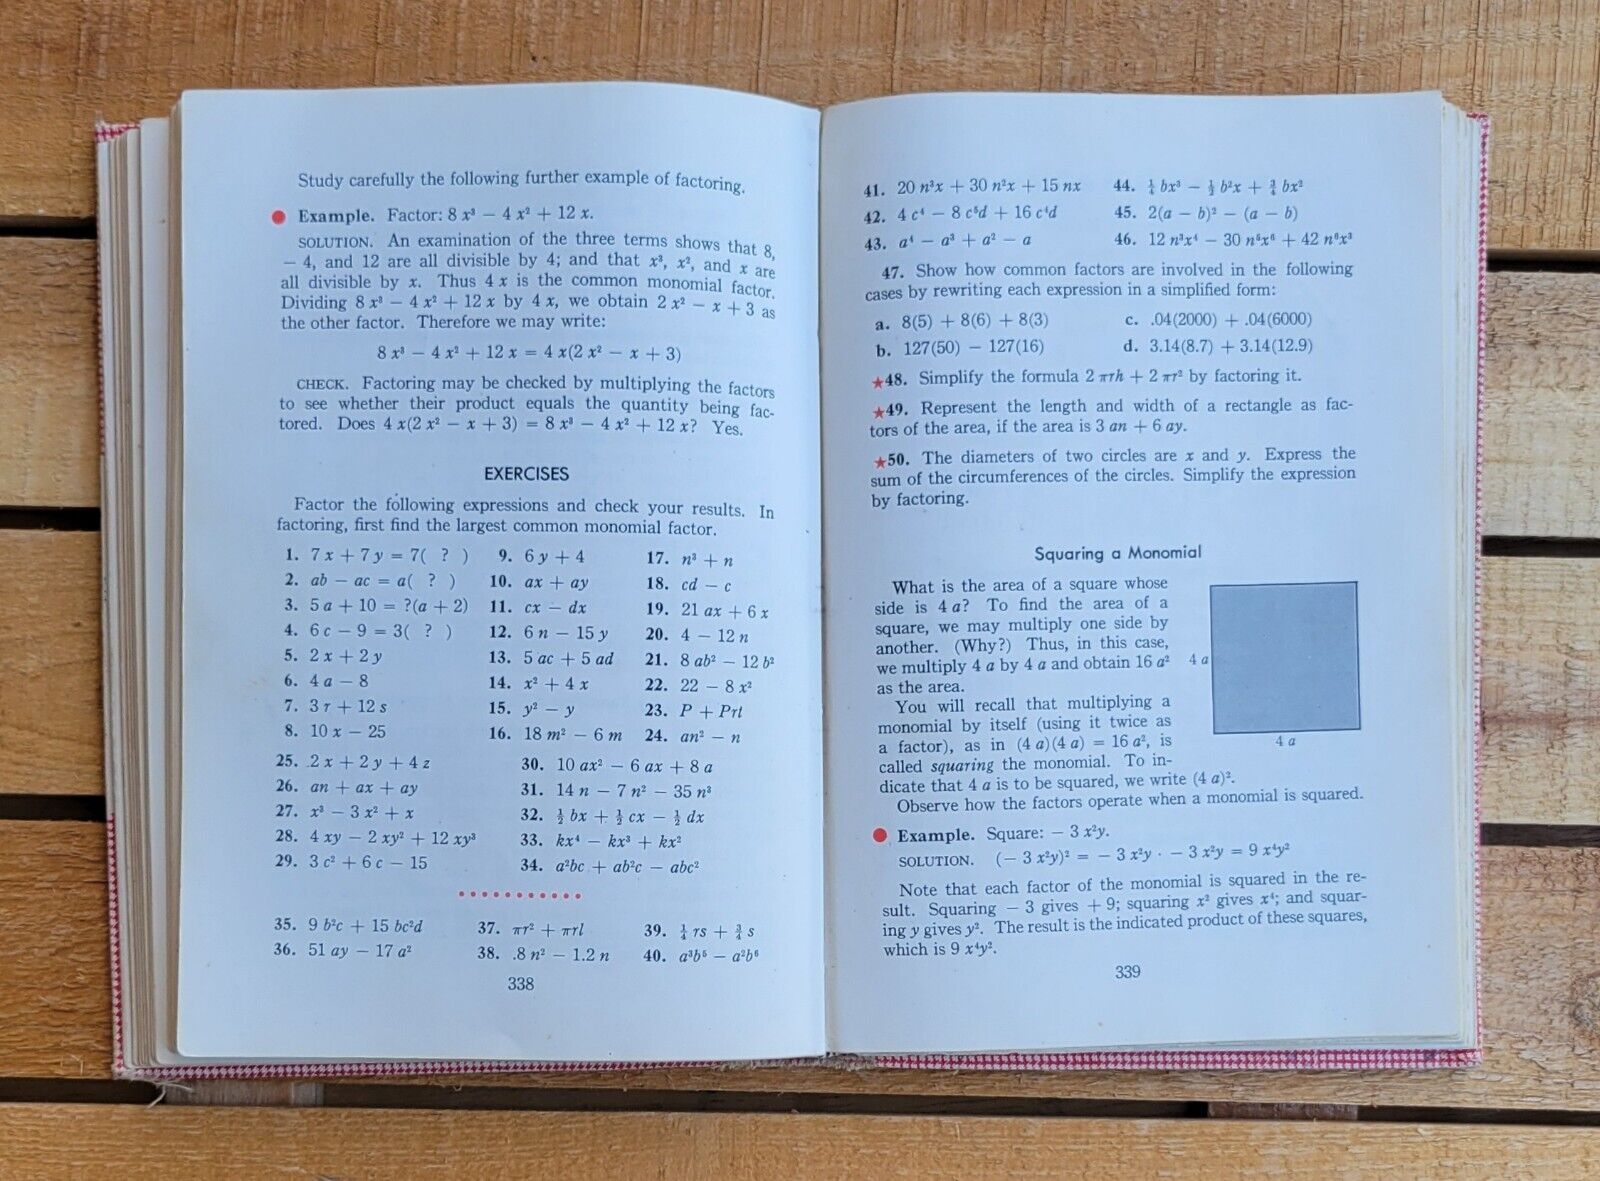 Study carefully the following further example of factoring.
● Example. Factor: 8 x³ − 4 x² + 12 x.
SOLUTION. An examination of the three terms shows that 8,
− 4, and 12 are all divisible by 4; and that x³, x², and x are
all divisible by x. Thus 4 x is the common monomial factor.
Dividing 8 x³ − 4 x² + 12 x by 4 x, we obtain 2 x² − x + 3 as
the other factor. Therefore we may write:
8 x³ − 4 x² + 12 x = 4 x(2 x² − x + 3)
CHECK. Factoring may be checked by multiplying the factors
to see whether their product equals the quantity being fac-
tored. Does 4 x(2 x² − x + 3) = 8 x³ − 4 x² + 12 x? Yes.
EXERCISES
Factor the following expressions and check your results. In
factoring, first find the largest common monomial factor.
1. 7 x + 7 y = 7( ? ) 9. 6 y + 4 17. n³ + n
2. ab − ac = a( ? ) 10. ax + ay 18. cd − c
3. 5 a + 10 = ?(a + 2) 11. cx − dx 19. 21 ax + 6 x
4. 6 c − 9 = 3( ? ) 12. 6 n − 15 y 20. 4 − 12 n
5. 2 x + 2 y 13. 5 ac + 5 ad 21. 8 ab² − 12 b²
6. 4 a − 8 14. x² + 4 x 22. 22 − 8 x²
7. 3 r + 12 s 15. y² − y 23. P + Prt
8. 10 x − 25 16. 18 m² − 6 m 24. an² − n
25. 2 x + 2 y + 4 z 30. 10 ax² − 6 ax + 8 a
26. an + ax + ay 31. 14 n − 7 n² − 35 n³
27. x³ − 3 x² + x 32. ½ bx + ½ cx − ½ dx
28. 4 xy − 2 xy² + 12 xy³ 33. kx⁴ − kx³ + kx²
29. 3 c² + 6 c − 15 34. a²bc + ab²c − abc²
35. 9 b²c + 15 bc²d 37. πr² + πrl 39. ¼ rs + ¾ s
36. 51 ay − 17 a² 38. .8 n² − 1.2 n 40. a³b⁵ − a²b⁶
338
41. 20 n³x + 30 n²x + 15 nx 44. ¼ bx³ − ½ b²x + ¾ bx²
42. 4 c⁴ − 8 c⁵d + 16 c⁴d 45. 2(a − b)² − (a − b)
43. a⁴ − a³ + a² − a 46. 12 n³x⁴ − 30 n⁵x⁶ + 42 n⁶x³
47. Show how common factors are involved in the following
cases by rewriting each expression in a simplified form:
a. 8(5) + 8(6) + 8(3) c. .04(2000) + .04(6000)
b. 127(50) − 127(16) d. 3.14(8.7) + 3.14(12.9)
★48. Simplify the formula 2 πrh + 2 πr² by factoring it.
★49. Represent the length and width of a rectangle as fac-
tors of the area, if the area is 3 an + 6 ay.
★50. The diameters of two circles are x and y. Express the
sum of the circumferences of the circles. Simplify the expression
by factoring.
Squaring a Monomial
What is the area of a square whose
side is 4 a? To find the area of a
square, we may multiply one side by
another. (Why?) Thus, in this case,
we multiply 4 a by 4 a and obtain 16 a²
as the area.
4 a
4 a
You will recall that multiplying a
monomial by itself (using it twice as
a factor), as in (4 a)(4 a) = 16 a², is
called squaring the monomial. To in-
dicate that 4 a is to be squared, we write (4 a)².
Observe how the factors operate when a monomial is squared.
● Example. Square: − 3 x²y.
SOLUTION. (− 3 x²y)² = − 3 x²y · − 3 x²y = 9 x⁴y²
Note that each factor of the monomial is squared in the re-
sult. Squaring − 3 gives + 9; squaring x² gives x⁴; and squar-
ing y gives y². The result is the indicated product of these squares,
which is 9 x⁴y².
339